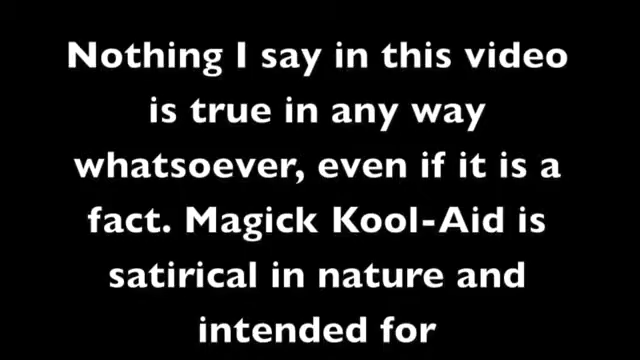 Nothing I say in this video
is true in any way
whatsoever, even if it is a
fact. Magick Kool-Aid is
satirical in nature and
intended for